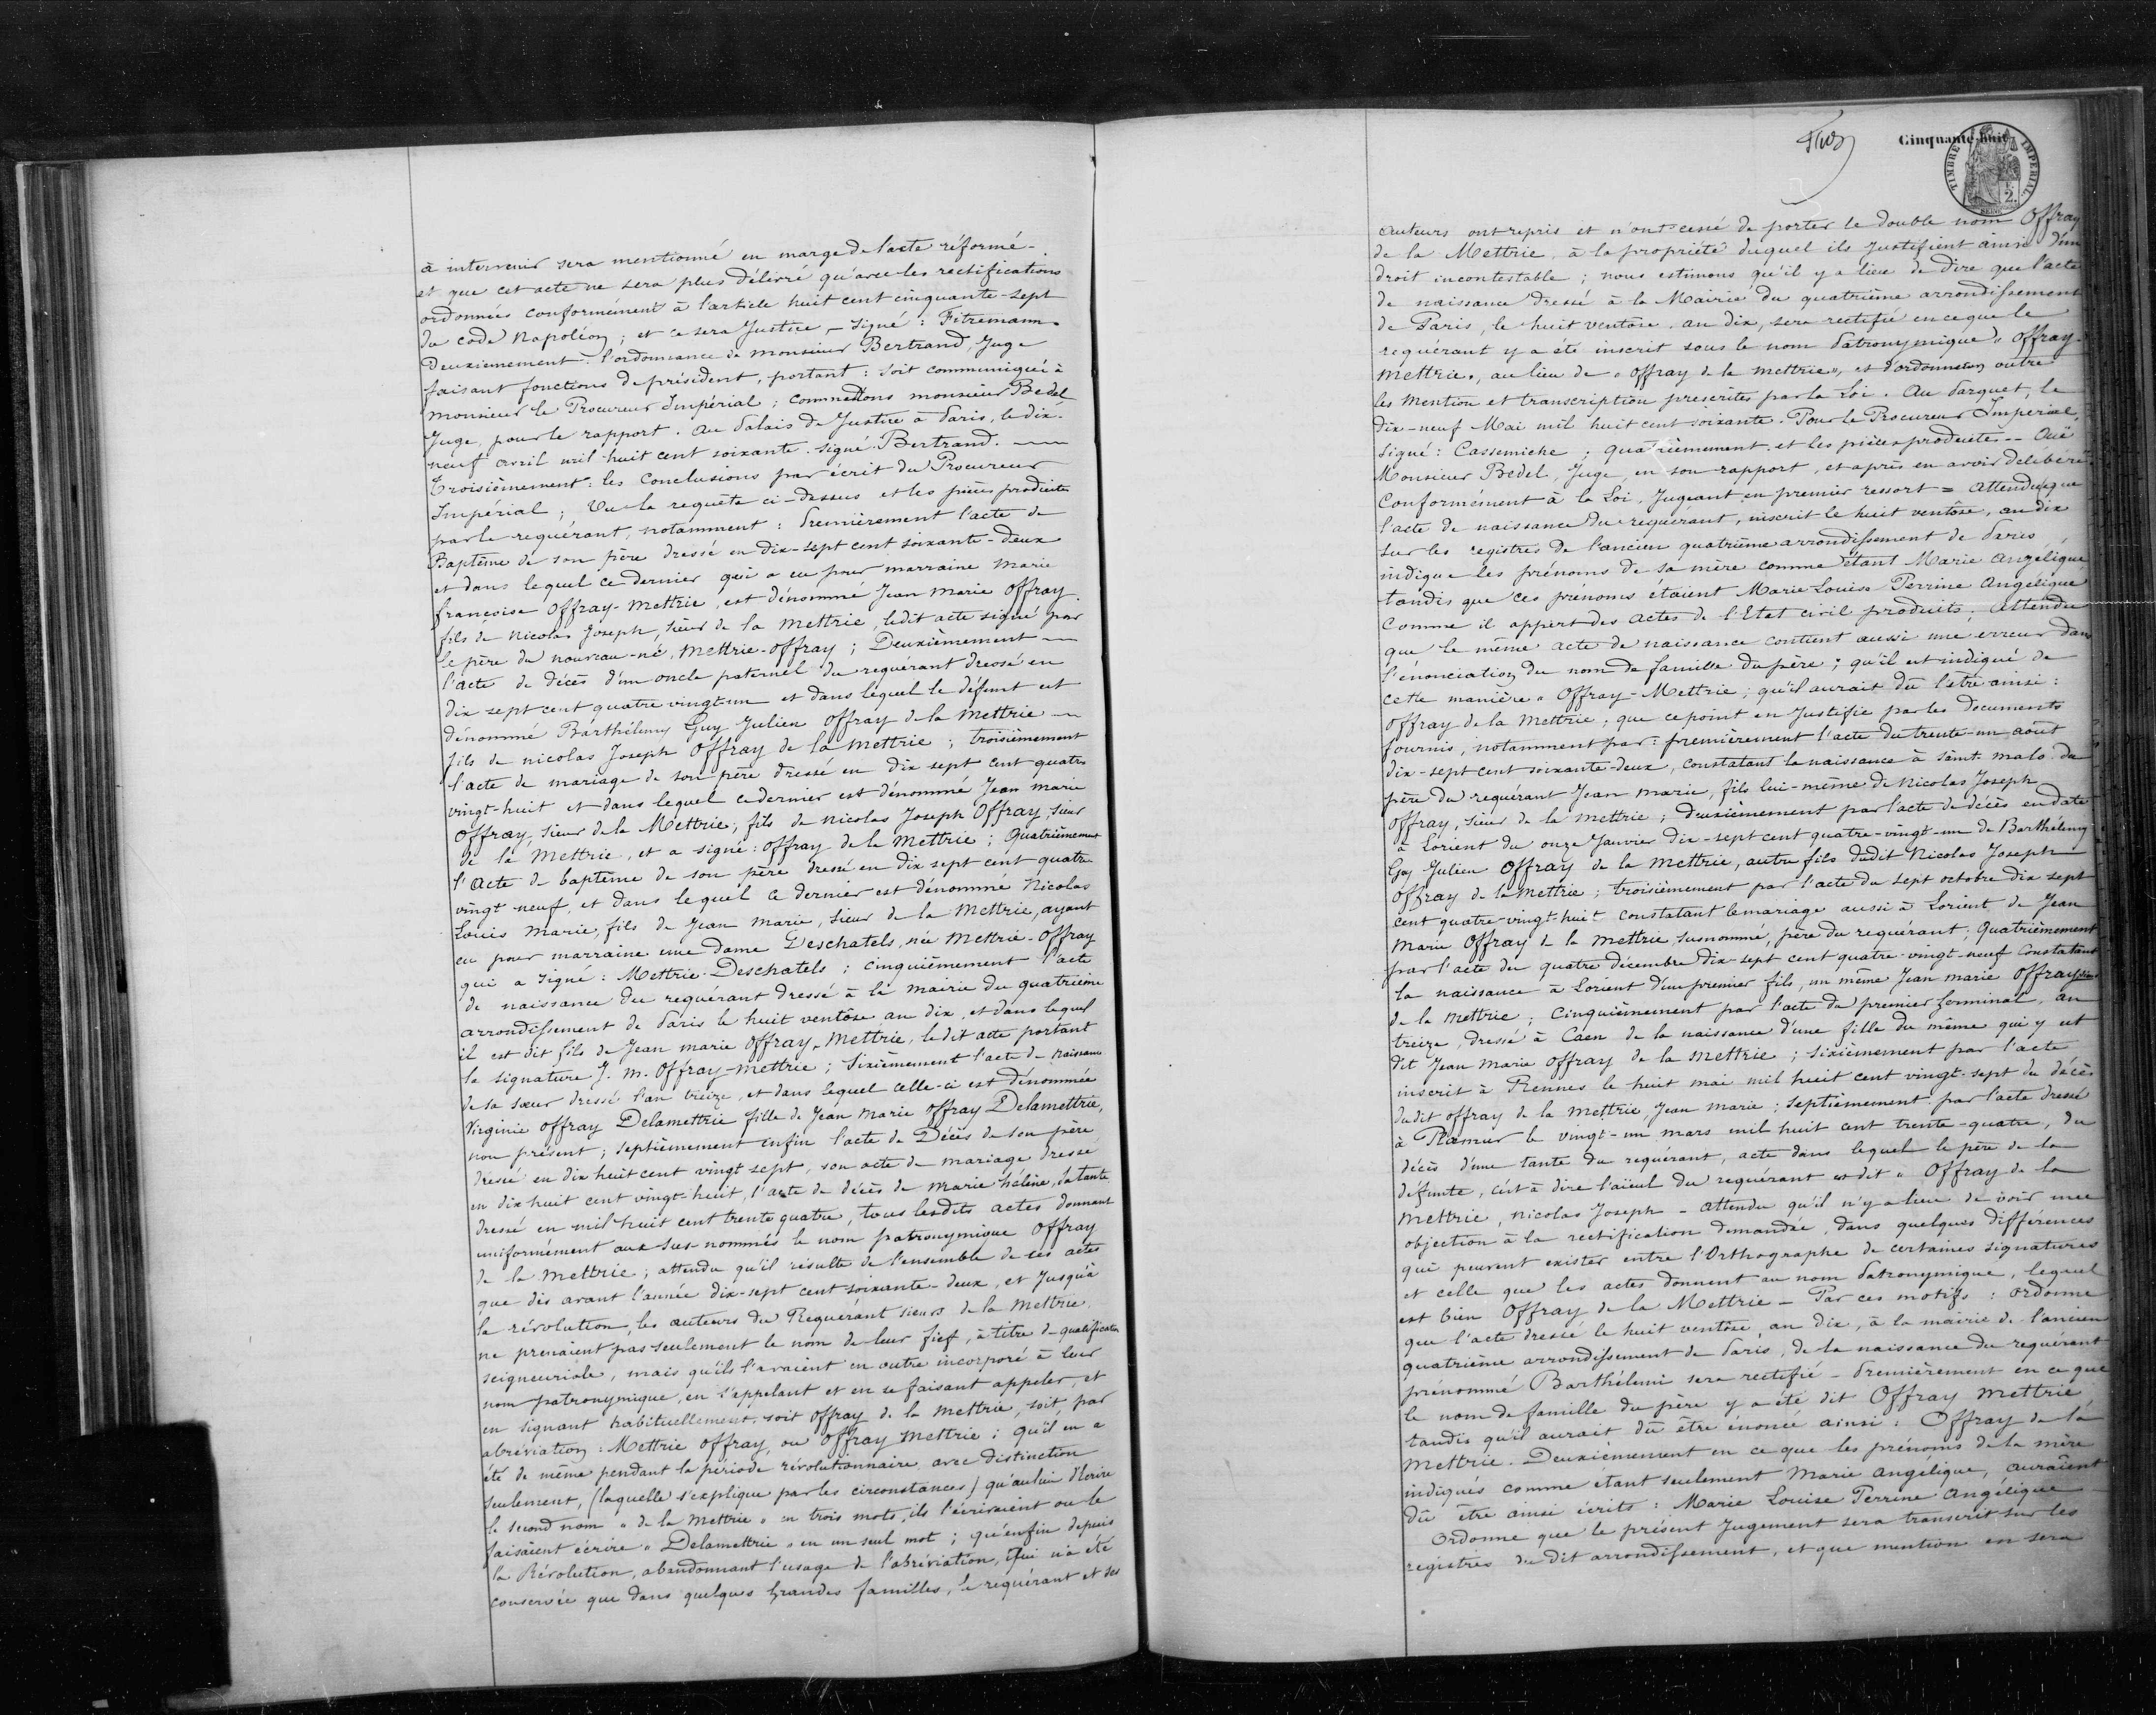 à intervenir sera mentionné en marge de l'acte réformé -
et que cet acte ne sera plus délivré qu'avec les rectifications
ordonnées conformément à l'article huit cent cinquante-sept
du code Napoléon ; et ce sera Justice _ signé : Fitremann.
Deuxièmement : l'ordonnance de monsieur Bertrand, Juge
faisant fonctions de président, portant : soit communiqué à
monsieur le Procureur Impérial ; commettons monsieur Bedel
Juge, pour le rapport. Au Palais de Justice à Paris, le dix-
neuf avril mil huit cent soixante. signé Bertrand.
Troisièmement : les Conclusions par écrit du Procureur
Impérial ; Vu la requête ci-dessus et les pièces produites
par le requérant, notamment : Premièrement l'acte de
Baptême de son père dressé en dix-sept cent soixante-deux
et dans lequel ce dernier qui a eu pour marraine Marie
françoise Offray-Mettrie, est dénommé Jean Marie Offray.
fils de Nicolas Joseph, sieur de la Mettrie, ledit acte signé par
le père du nouveau-né, Mettrie-Offray ; Deuxièmement
l'acte de décès d'un oncle paternel du requérant dressé en
dix sept cent quatre vingt-un et dans lequel le défunt est
dénommé Barthélemy Guy Julien Offray de la Mettrie
fils de nicolas Joseph Offray de la Mettrie ; troisièmement
l'acte de mariage de son père dressé en dix sept cent quatre
vingt-huit et dans lequel ce dernier est dénommé Jean marie
Offray, sieur de la Mettrie, fils de nicolas Joseph Offray, sieur
de la Mettrie, et a signé : offray de la Mettrie ; Quatrièmement
l'Acte de baptême de son père dressé en dix sept cent quatre
vingt neuf, et dans lequel ce dernier est dénommé Nicolas
Louis Marie, fils de Jean Marie, sieur de la Mettrie, ayant
eu pour marraine une dame Deschatels, née Mettrie-Offray
qui a signé : Mettrie-Deschatels ; cinquièmement l'acte
de naissance du requérant dressé à la mairie du quatrième
arrondissement de Paris le huit ventôse an dix, et dans lequel
il est dit fils de Jean marie Offray-Mettrie, ledit acte portant
la signature J. M. Offray-Mettrie ; Sixièmement l'acte de naissance
de sa sœur dressé l'an treize, et dans lequel celle-ci est dénommée
Virginie Offray Delamettrie fille de Jean Marie Offray Delamettrie,
non présent ; septièmement enfin l'acte de Décès de son père
dressé en dix huit cent vingt sept, son acte de mariage dressé
en dix huit cent vingt-huit, l'acte de décès de Marie hélène, sa tante
dressé en mil huit cent trente quatre, tous lesdits actes donnant
uniformément aux sus-nommés le nom patronymique Offray
de la Mettrie ; attendu qu'il résulte de l'ensemble de ces actes
que dès avant l'année dix-sept cent soixante-deux, et jusqu'à
la révolution, les auteurs du Requérant sieurs de la Mettrie
ne prenaient pas seulement le nom de leur fief, à titre de qualification
seigneuriale, mais qu'ils l'avaient en outre incorporé à leur
nom patronymique, en s'appelant et en se faisant appeler, et
en signant habituellement, soit Offray de la Mettrie, soit, par
abréviation : Mettrie Offray, ou Offray Mettrie ; qu'il en a
été de même pendant la période révolutionnaire avec distinction
seulement, (laquelle s'explique par les circonstances) qu'au lieu d'écrire
le second nom " de la Mettrie " en trois mots, ils l'écrivaient ou le
faisaient écrire " Delamettrie " en un seul mot ; qu'enfin depuis
la Révolution, abandonnant l'usage de l'abréviation, qui n'a été
conservée que dans quelques grandes familles, le requérant et ses
Cinquante-huit
TIMBRE IMPERIAL
2.
auteurs ont repris et n'ont cessé de porter le double nom Offray
de la Mettrie, à la propriété duquel ils justifient ainsi d'un
droit incontestable ; nous estimons qu'il y a lieu de dire que l'acte
de naissance dressé à la Mairie du quatrième arrondissement
de Paris, le huit ventôse an dix, sera rectifié en ce que le
requérant y a été inscrit sous le nom Patronymique " Offray-
Mettrie ", au lieu de " Offray de la Mettrie ", et d'ordonner en outre
les Mention et transcription prescrites par la Loi. Au Parquet, le
dix-neuf Mai mil huit cent soixante. Pour le Procureur Impérial,
signé : Cassemiche ; Quatrièmement et les pièces produites -- Ouï
Monsieur Bedel, Juge, en son rapport, et après en avoir délibéré
Conformément à la Loi, Jugeant en premier ressort = Attendu que
l'acte de naissance du requérant, inscrit le huit ventôse, an dix
sur les registres de l'ancien quatrième arrondissement de Paris
indique les prénoms de sa mère comme étant Marie Angélique,
tandis que ces prénoms étaient Marie Louise Perrine Angélique
Comme il appert des actes de l'Etat civil produits ; Attendu
que le même acte de naissance contient aussi une erreur dans
l'énonciation du nom de famille du père ; qu'il est indiqué de
cette manière " Offray-Mettrie ; qu'il aurait dû l'être ainsi :
Offray de la Mettrie ; que ce point en Justifie par les documents
fournis, notamment par : premièrement l'acte du trente-un août
dix-sept cent soixante-deux, constatant la naissance à saint-malo du
père du requérant Jean marie, fils lui-même de Nicolas Joseph
Offray, sieur de la Mettrie ; deuxièmement par l'acte de décès en date
à Lorient du onze Janvier dix-sept cent quatre-vingt-un de Barthélemy
Guy Julien Offray de la Mettrie, autre fils dudit Nicolas Joseph
Offray de la Mettrie ; troisièmement par l'acte du sept octobre dix sept
cent quatre-vingt-huit constatant le mariage aussi à Lorient de Jean
Marie Offray de la Mettrie, susnommé, père du requérant ; Quatrièmement
par l'acte du quatre décembre dix-sept cent quatre-vingt-neuf constatant
la naissance à Lorient d'un premier fils, un même Jean marie Offray, sieur
de la Mettrie ; Cinquièmement par l'acte du premier Germinal, an
treize, dressé à Caen de la naissance d'une fille du même qui y est
dit Jean Marie Offray de la Mettrie ; sixièmement par l'acte
inscrit à Rennes le huit mai mil huit cent vingt-sept du décès
dudit Offray de la Mettrie, Jean Marie ; septièmement par l'acte dressé
à Ploemeur le vingt-un mars mil huit cent trente-quatre, du
décès d'une tante du requérant, acte dans lequel le père de la
défunte, c'est à dire l'aïeul du requérant est dit " Offray de la
Mettrie, Nicolas Joseph - attendu qu'il n'y a lieu de voir une
objection à la rectification demandée, dans quelques différences
qui peuvent exister entre l'Orthographe de certaines signatures
et celle que les actes donnent au nom Patronymique, lequel
est bien Offray de la Mettrie - Par ces motifs : ordonne
que l'acte dressé le huit ventôse, an dix, à la mairie de l'ancien
quatrième arrondissement de Paris, de la naissance du requérant
prénommé Barthélemi sera rectifié - Premièrement en ce que
le nom de famille du père y a été dit Offray Mettrie
tandis qu'il aurait dû être énoncé ainsi : Offray de la
Mettrie. Deuxièmement en ce que les prénoms de la mère
indiqués comme étant seulement Marie Angélique, auraient
dû être ainsi écrits : Marie Louise Perrine Angélique
Ordonne que le présent Jugement sera transcrit sur les
registres du dit arrondissement, et que mention en sera